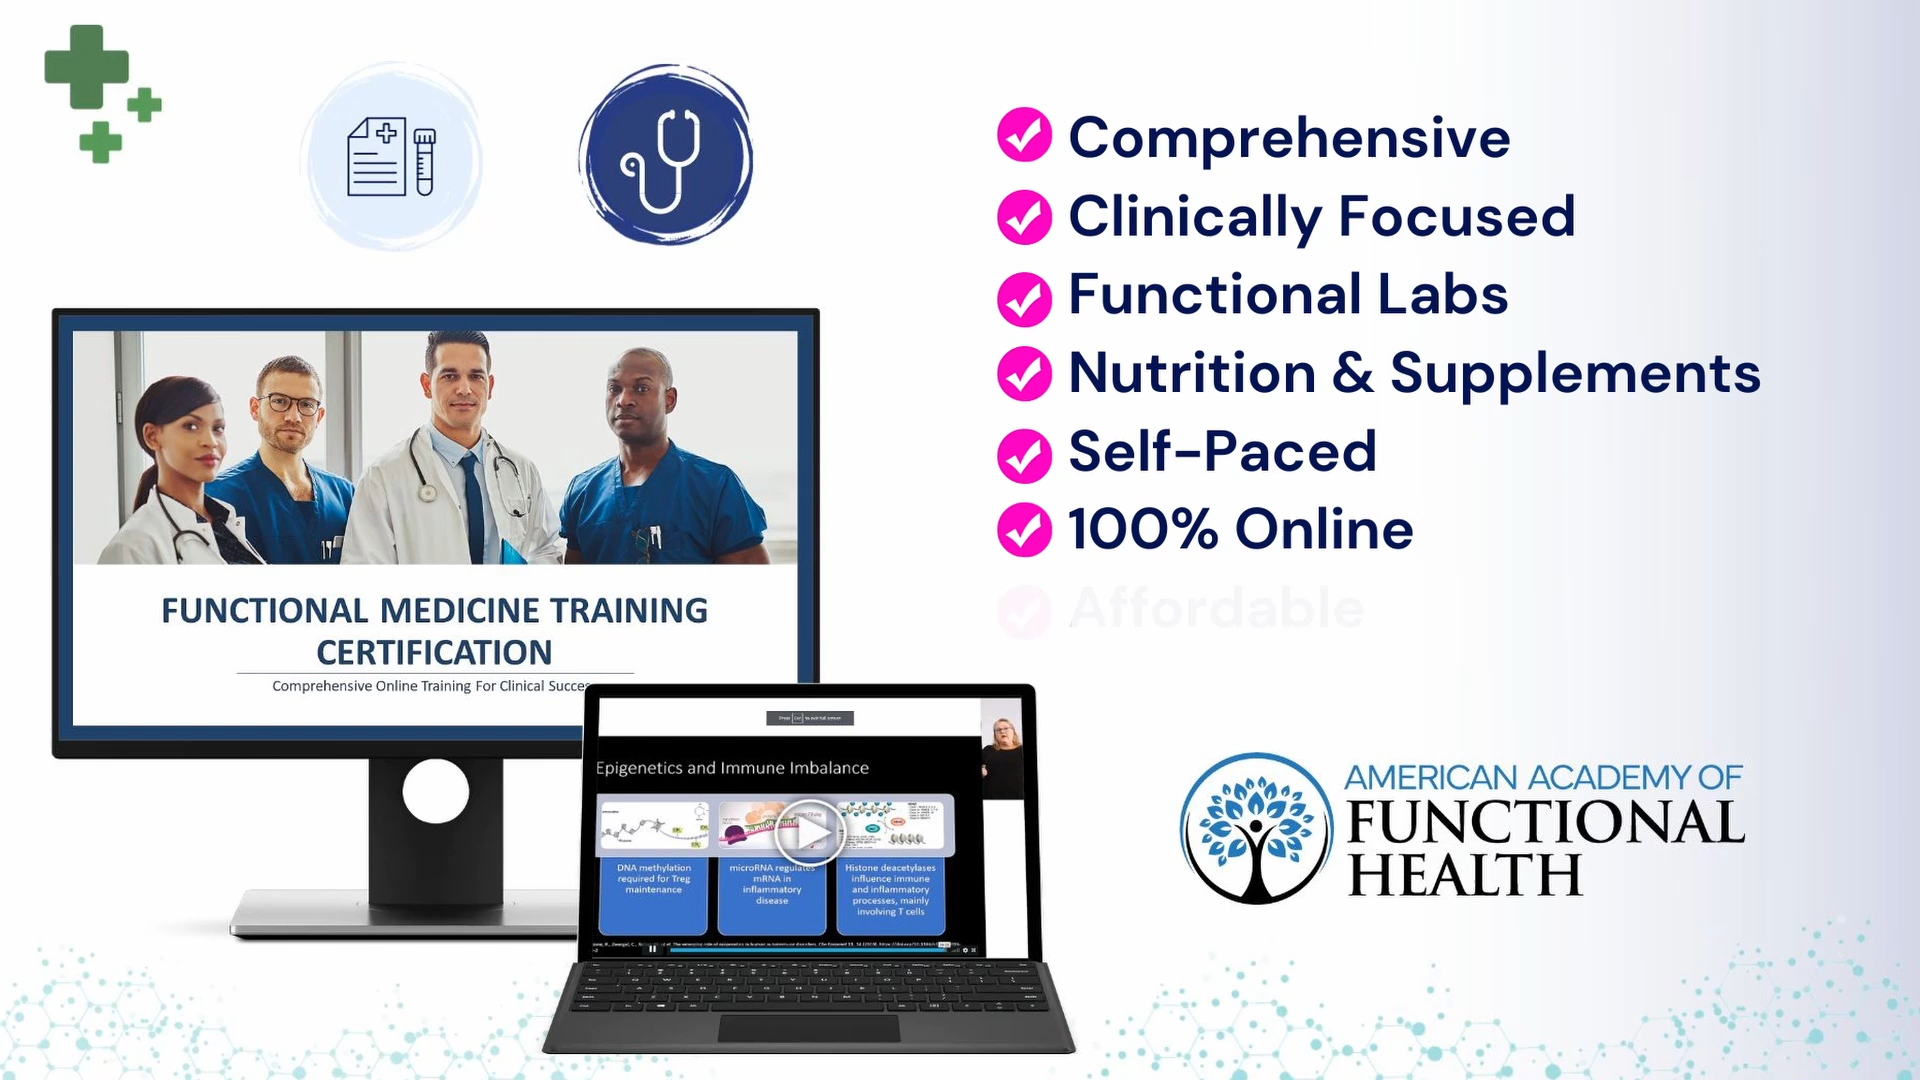 Comprehensive
Clinically Focused
Functional Labs
Nutrition & Supplements
Self-Paced
100% Online
Affordable
FUNCTIONAL MEDICINE TRAINING
CERTIFICATION
Comprehensive Online Training For Clinical
Epigenetics and Immune Imbalance
DNA methylation
required for Treg
maintenance
microRNA regulates
mRNA in
inflammatory
disease
Histone deacetylases
influence immune
and inflammatory
processes, mainly
involving T cells
AMERICAN ACADEMY OF
FUNCTIONAL
HEALTH